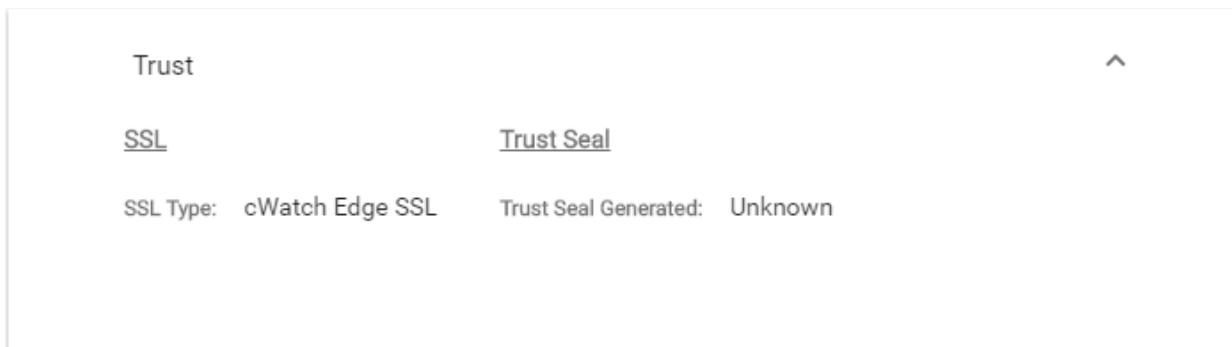 Trust
SSL Trust Seal
SSL Type: cWatch Edge SSL Trust Seal Generated: Unknown